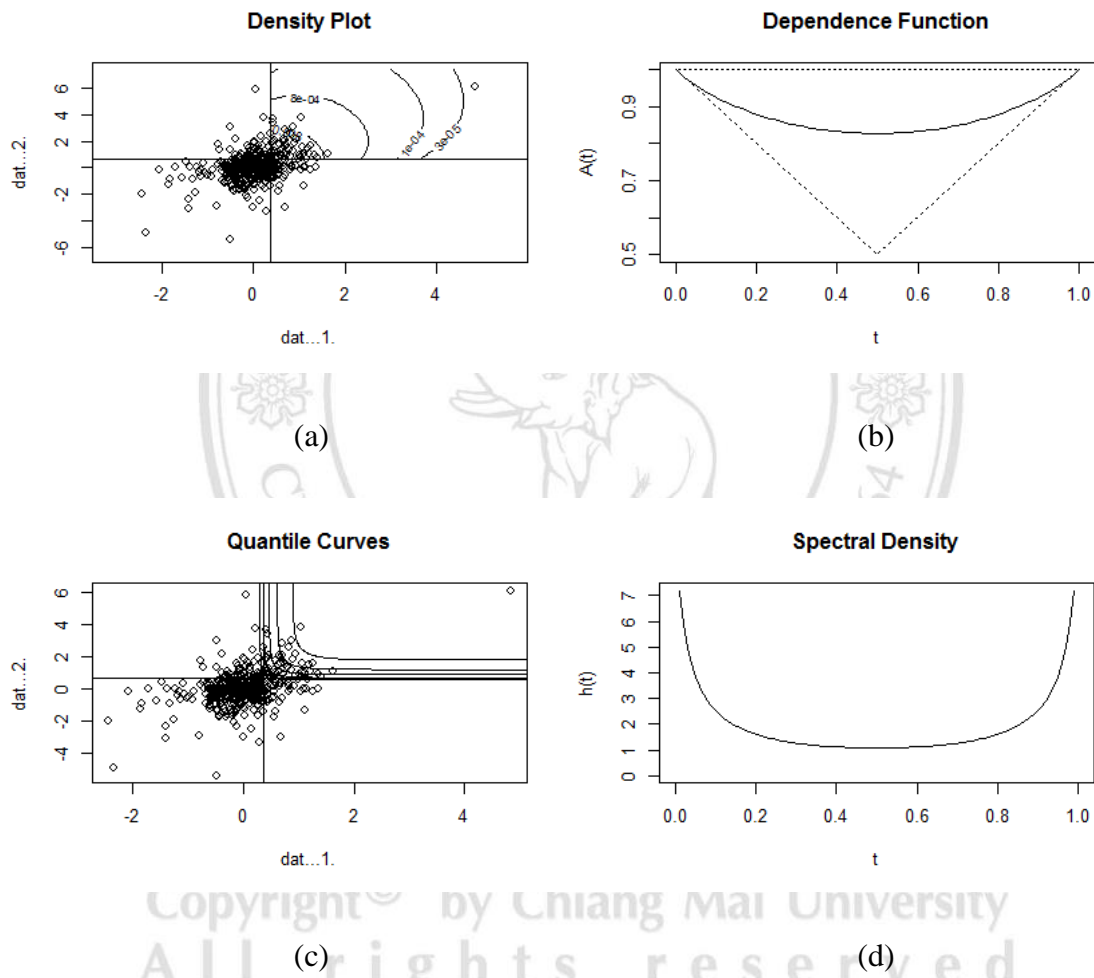 Density Plot
Dependence Function
dat...2.
6
4
2
0
-2
-6
8e-04
1e-04
3e-05
-2
0
2
4
dat...1.
A(t)
0.9
0.7
0.5
0.0
0.2
0.4
0.6
0.8
1.0
t
(a)
(b)
Quantile Curves
Spectral Density
dat...2.
6
4
2
0
-2
-4
-2
0
2
4
dat...1.
h(t)
7
6
5
4
3
2
1
0
0.0
0.2
0.4
0.6
0.8
1.0
t
Copyright© by Chiang Mai University
(c)
(d)
All rights reserved